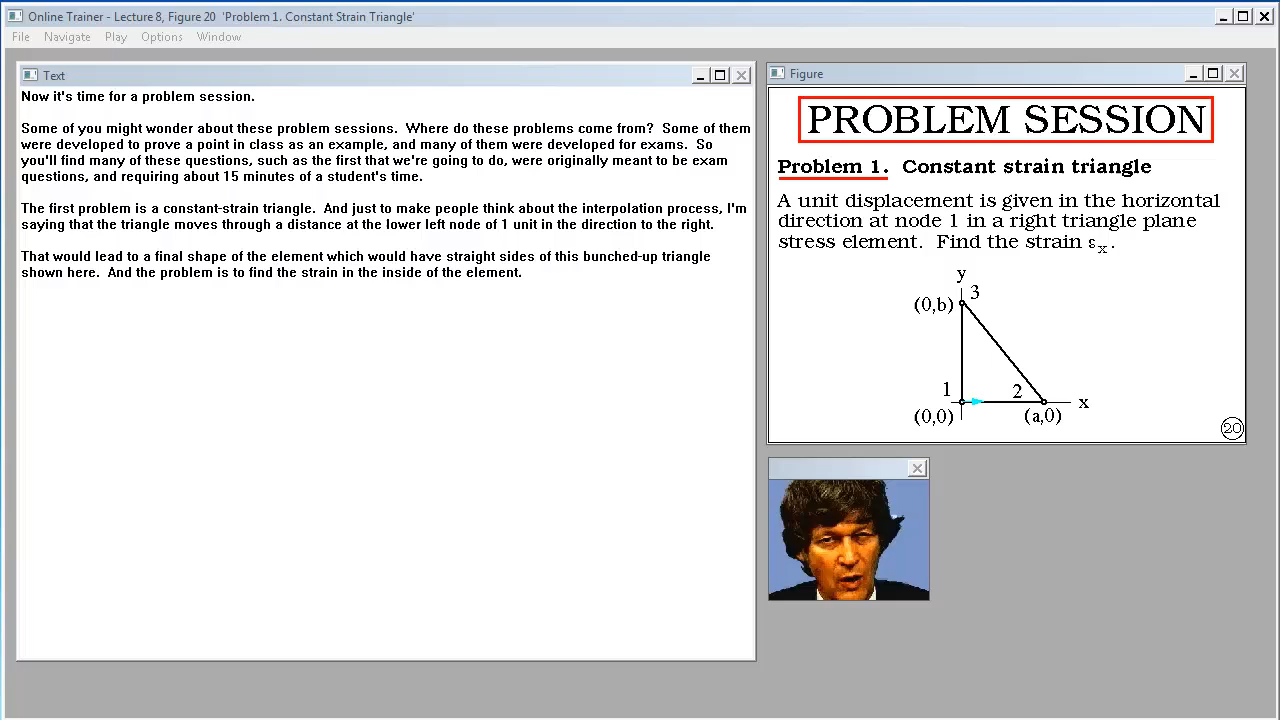 Online Trainer - Lecture 8, Figure 20  'Problem 1. Constant Strain Triangle'
File Navigate Play Options Window
Text
Now it's time for a problem session.
Some of you might wonder about these problem sessions.  Where do these problems come from?  Some of them
were developed to prove a point in class as an example, and many of them were developed for exams.  So
you'll find many of these questions, such as the first that we're going to do, were originally meant to be exam
questions, and requiring about 15 minutes of a student's time.
The first problem is a constant-strain triangle.  And just to make people think about the interpolation process, I'm
saying that the triangle moves through a distance at the lower left node of 1 unit in the direction to the right.
That would lead to a final shape of the element which would have straight sides of this bunched-up triangle
shown here.  And the problem is to find the strain in the inside of the element.
Figure
PROBLEM SESSION
Problem 1.  Constant strain triangle
A unit displacement is given in the horizontal
direction at node 1 in a right triangle plane
stress element.  Find the strain εx.
y
3
(0,b)
1
2
x
(0,0)
(a,0)
20